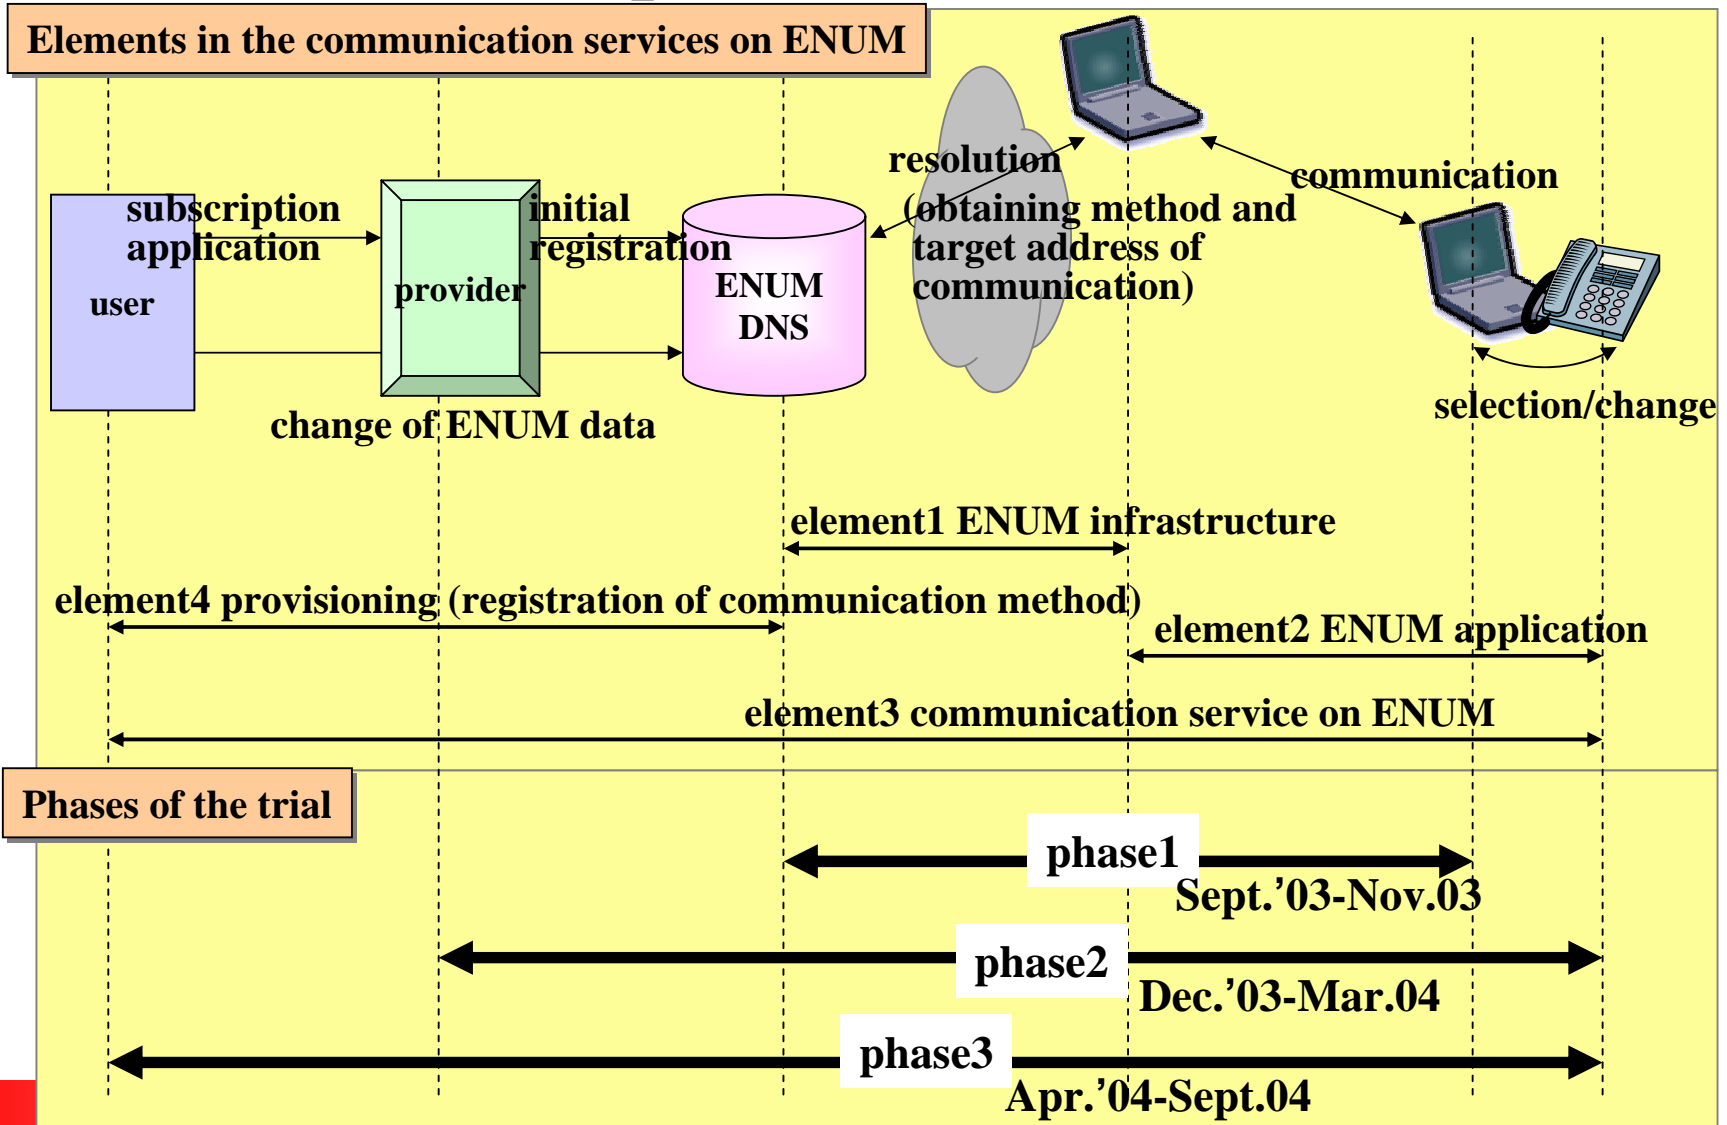 Elements in the communication services on ENUM
resolution
communication
subscription
application
initial
registration
(obtaining method and
target address of
communication)
user
provider
ENUM
DNS
change of ENUM data
selection/change
element1 ENUM infrastructure
element4 provisioning (registration of communication method)
element2 ENUM application
element3 communication service on ENUM
Phases of the trial
phase1
Sept.’03-Nov.03
phase2
Dec.’03-Mar.04
phase3
Apr.’04-Sept.04